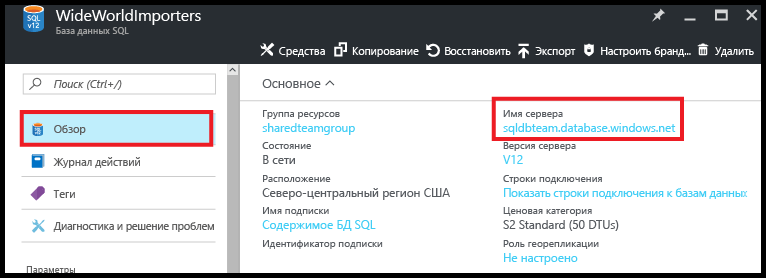 SQL
v12
WideWorldImporters
База данных SQL
Средства
Копирование
Восстановить
Экспорт
Настроить бранд...
Удалить
Поиск (Ctrl+/)
Обзор
Журнал действий
Теги
Диагностика и решение проблем
Параметры
Основное
Группа ресурсов
sharedteamgroup
Состояние
В сети
Расположение
Северо-центральный регион США
Имя подписки
Содержимое БД SQL
Идентификатор подписки
Имя сервера
sqldbteam.database.windows.net
Версия сервера
V12
Строки подключения
Показать строки подключения к базам данных
Ценовая категория
S2 Standard (50 DTUs)
Роль георепликации
Не настроено